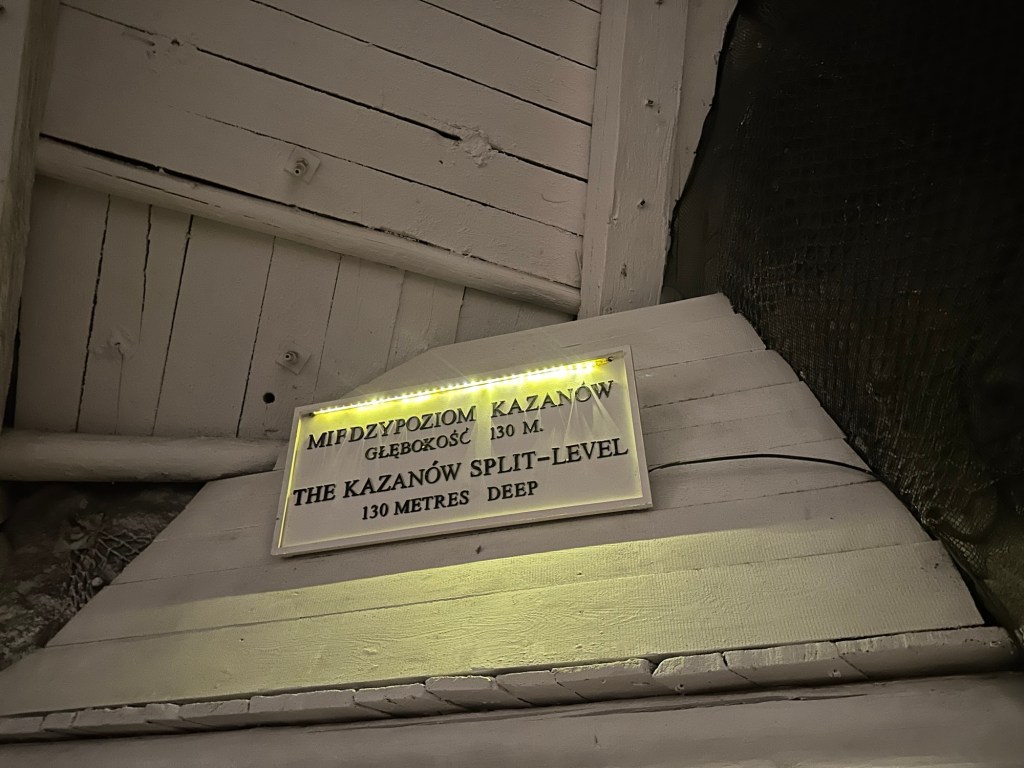 MIĘDZYPOZIOM KAZANÓW
GŁĘBOKOŚĆ 130 M.
THE KAZANÓW SPLIT-LEVEL
130 METRES DEEP